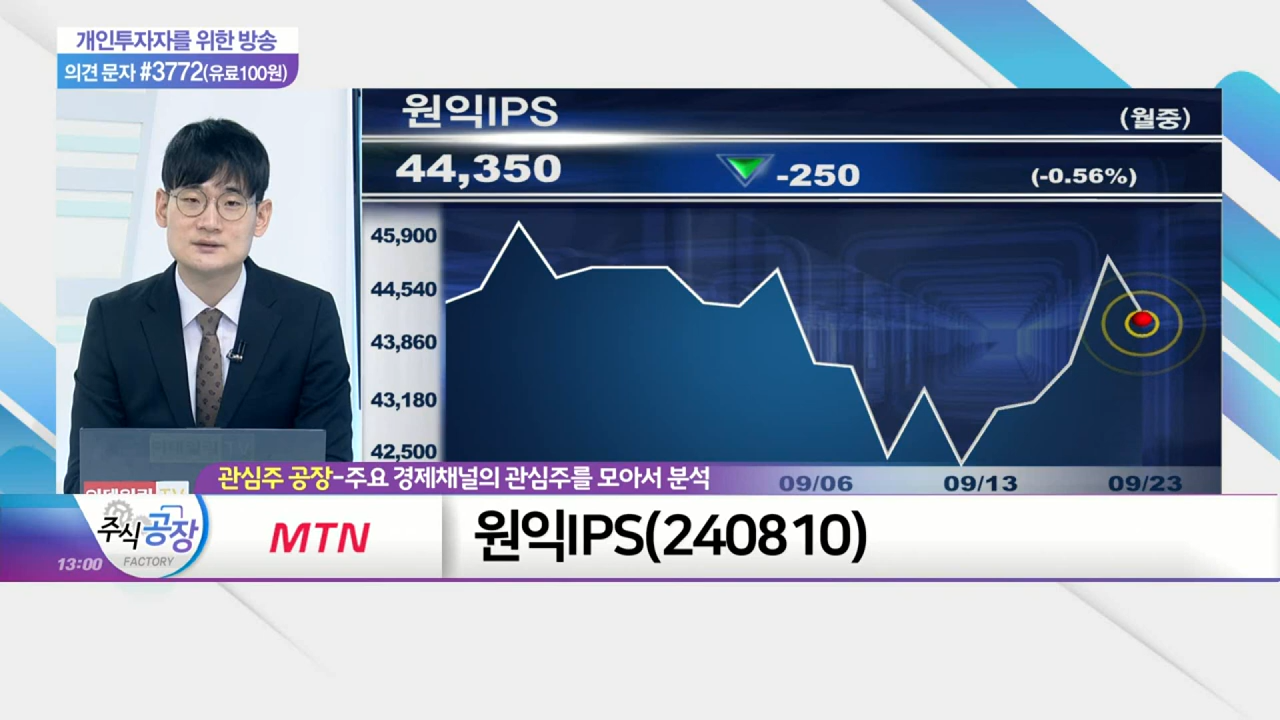 개인투자자를 위한 방송
의견 문자 #3772(유료100원)
원익IPS
(월중)
44,350
-250
(-0.56%)
45,900
44,540
43,860
43,180
42,500
09/06
09/13
09/23
관심주 공장-주요 경제채널의 관심주를 모아서 분석
주식공장
FACTORY
13:00
MTN
원익IPS(240810)